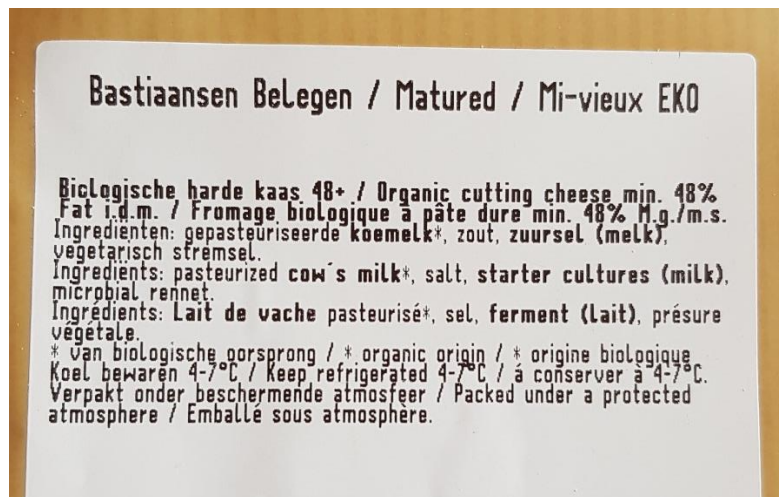 Bastiaansen Belegen / Matured / Mi-vieux EKO
Biologische harde kaas 48+ / Organic cutting cheese min. 48%
Fat i.d.m. / Fromage biologique à pâte dure min. 48% M.g./m.s.
Ingrediënten: gepasteuriseerde koemelk*, zout, zuursel (melk),
vegetarisch stremsel.
Ingrediënts: pasteurized cow's milk*, salt, starter cultures (milk),
microbial rennet.
Ingrédients: Lait de vache pasteurisé*, sel, ferment (lait), présure
végétale.
* van biologische oorsprong / * organic origin / * origine biologique
Koel bewaren 4-7°C / Keep refrigerated 4-7°C / á conserver à 4-7°C.
Verpakt onder beschermende atmosfeer / Packed under a protected
atmosphere / Emballé sous atmosphère.